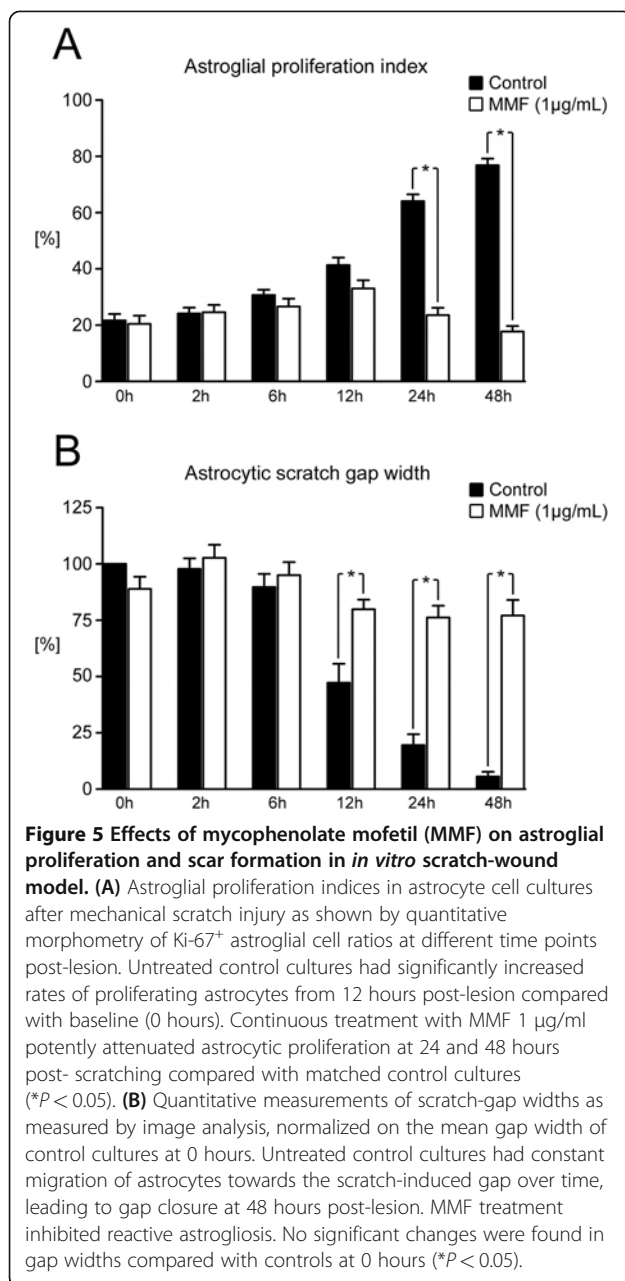 A
Astroglial proliferation index
Control
MMF (1µg/mL)
100
80
60
40
20
0
[%]
* *
0h 2h 6h 12h 24h 48h
B
Astrocytic scratch gap width
Control
MMF (1µg/mL)
125
100
75
50
25
0
[%]
* * *
0h 2h 6h 12h 24h 48h
Figure 5 Effects of mycophenolate mofetil (MMF) on astroglial
proliferation and scar formation in in vitro scratch-wound
model. (A) Astroglial proliferation indices in astrocyte cell cultures
after mechanical scratch injury as shown by quantitative
morphometry of Ki-67+ astroglial cell ratios at different time points
post-lesion. Untreated control cultures had significantly increased
rates of proliferating astrocytes from 12 hours post-lesion compared
with baseline (0 hours). Continuous treatment with MMF 1 µg/ml
potently attenuated astrocytic proliferation at 24 and 48 hours
post- scratching compared with matched control cultures
(*P < 0.05). (B) Quantitative measurements of scratch-gap widths as
measured by image analysis, normalized on the mean gap width of
control cultures at 0 hours. Untreated control cultures had constant
migration of astrocytes towards the scratch-induced gap over time,
leading to gap closure at 48 hours post-lesion. MMF treatment
inhibited reactive astrogliosis. No significant changes were found in
gap widths compared with controls at 0 hours (*P < 0.05).